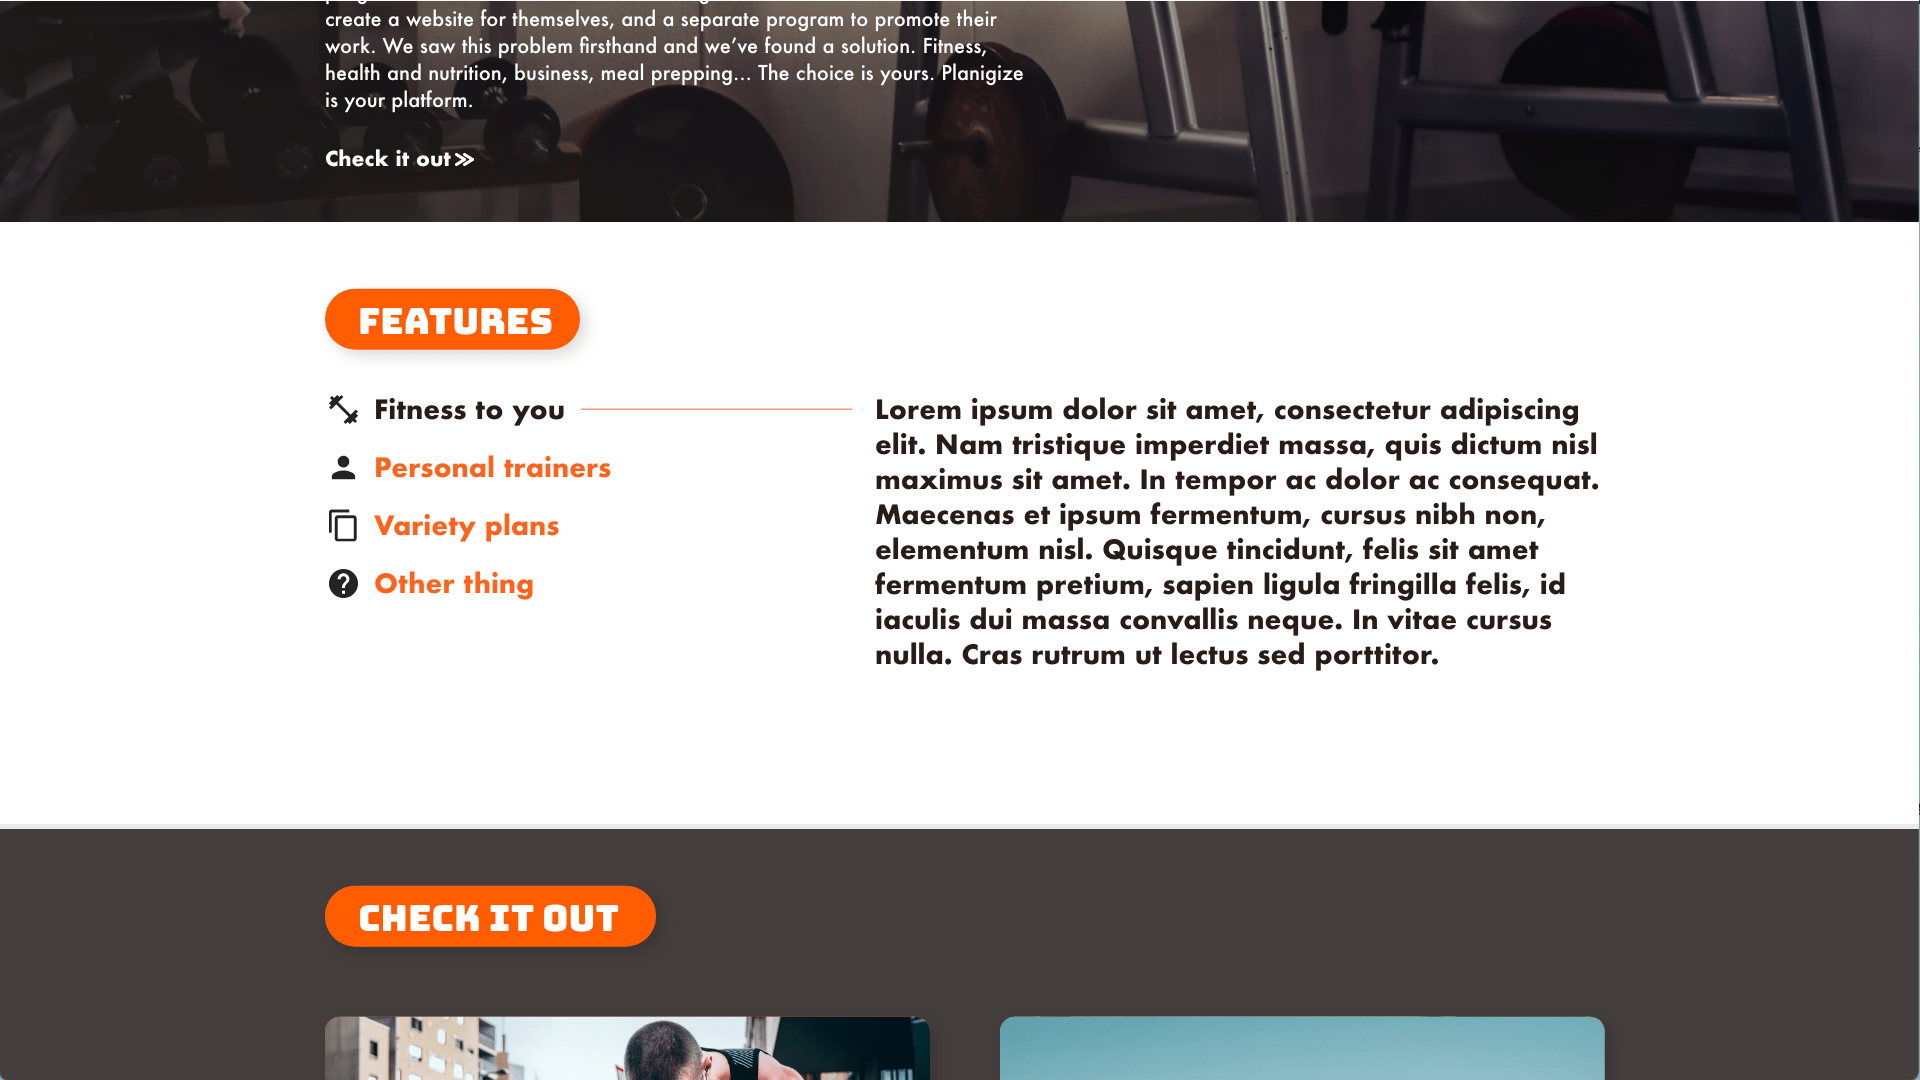 create a website for themselves, and a separate program to promote their
work. We saw this problem firsthand and we’ve found a solution. Fitness,
health and nutrition, business, meal prepping... The choice is yours. Planigize
is your platform.
Check it out
FEATURES
Fitness to you
Personal trainers
Variety plans
Other thing
Lorem ipsum dolor sit amet, consectetur adipiscing
elit. Nam tristique imperdiet massa, quis dictum nisl
maximus sit amet. In tempor ac dolor ac consequat.
Maecenas et ipsum fermentum, cursus nibh non,
elementum nisl. Quisque tincidunt, felis sit amet
fermentum pretium, sapien ligula fringilla felis, id
iaculis dui massa convallis neque. In vitae cursus
nulla. Cras rutrum ut lectus sed porttitor.
CHECK IT OUT